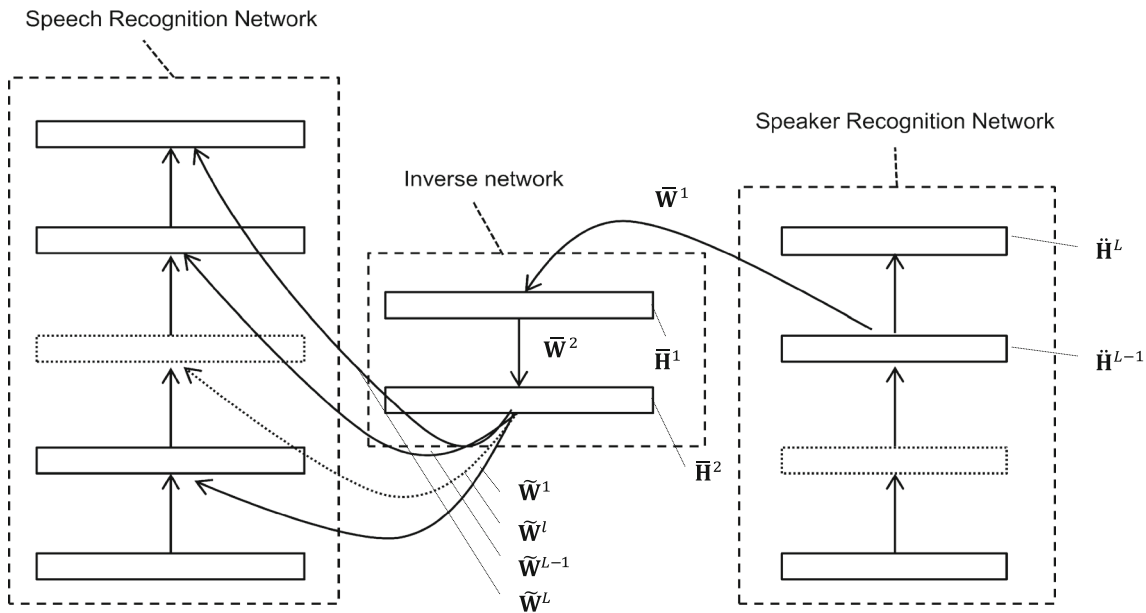 Speech Recognition Network
Speaker Recognition Network
Inverse network
W̄¹
Ḧᴸ
W̄²
H̄¹
Ḧᴸ⁻¹
H̄²
W̃¹
W̃ˡ
W̃ᴸ⁻¹
W̃ᴸ